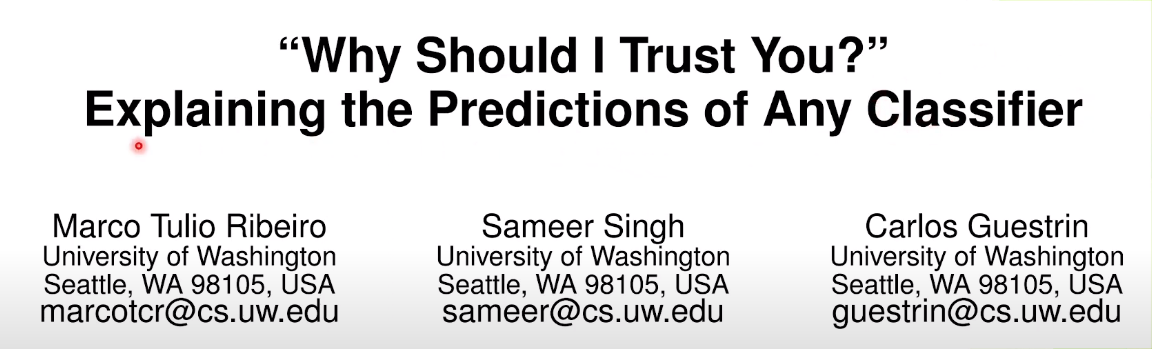 “Why Should I Trust You?”
Explaining the Predictions of Any Classifier
Marco Tulio Ribeiro
University of Washington
Seattle, WA 98105, USA
marcotcr@cs.uw.edu
Sameer Singh
University of Washington
Seattle, WA 98105, USA
sameer@cs.uw.edu
Carlos Guestrin
University of Washington
Seattle, WA 98105, USA
guestrin@cs.uw.edu